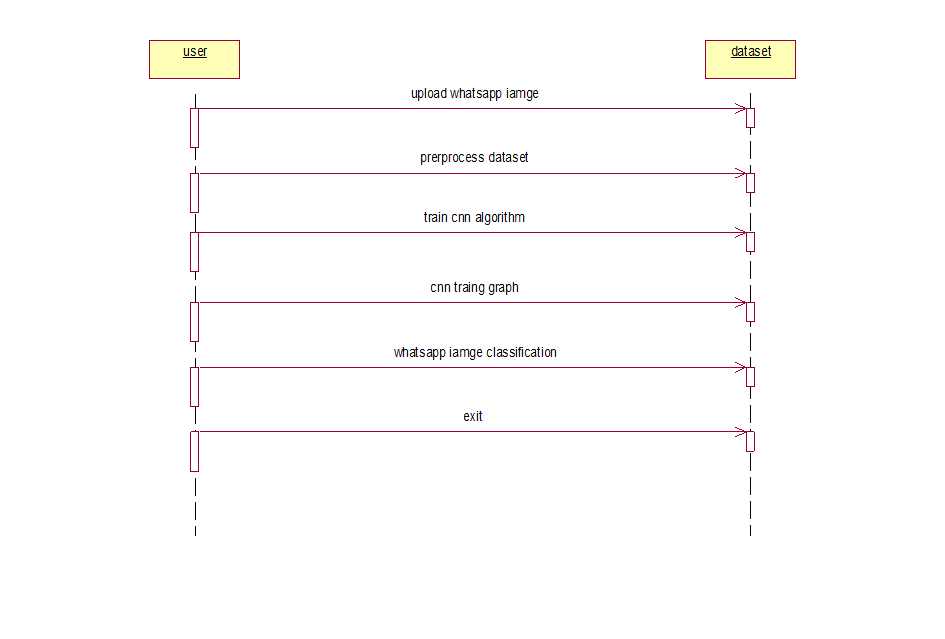 user
dataset
upload whatsapp iamge
prerprocess dataset
train cnn algorithm
cnn traing graph
whatsapp iamge classification
exit